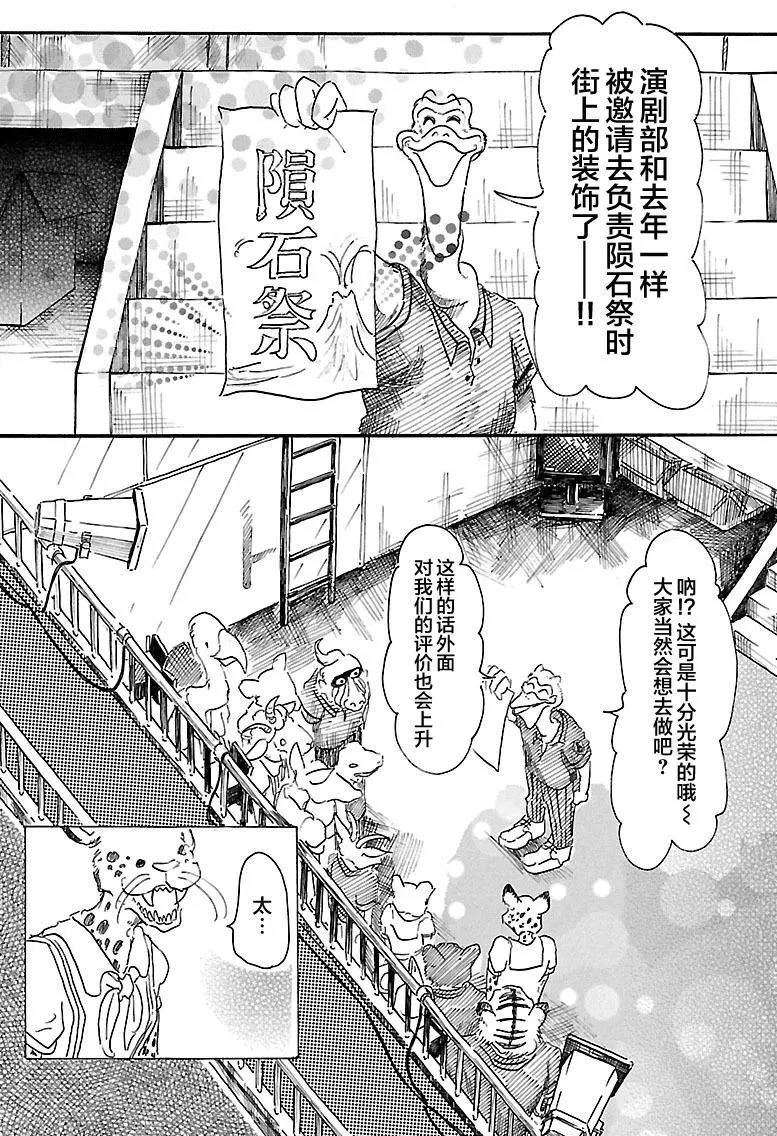 演剧部和去年一样
被邀请去负责陨石祭时
街上的装饰了——!!
隕石祭
呐!?这可是十分光荣的哦~
大家当然会想去做吧？
这样的话外面
对我们的评价也会上升
太…